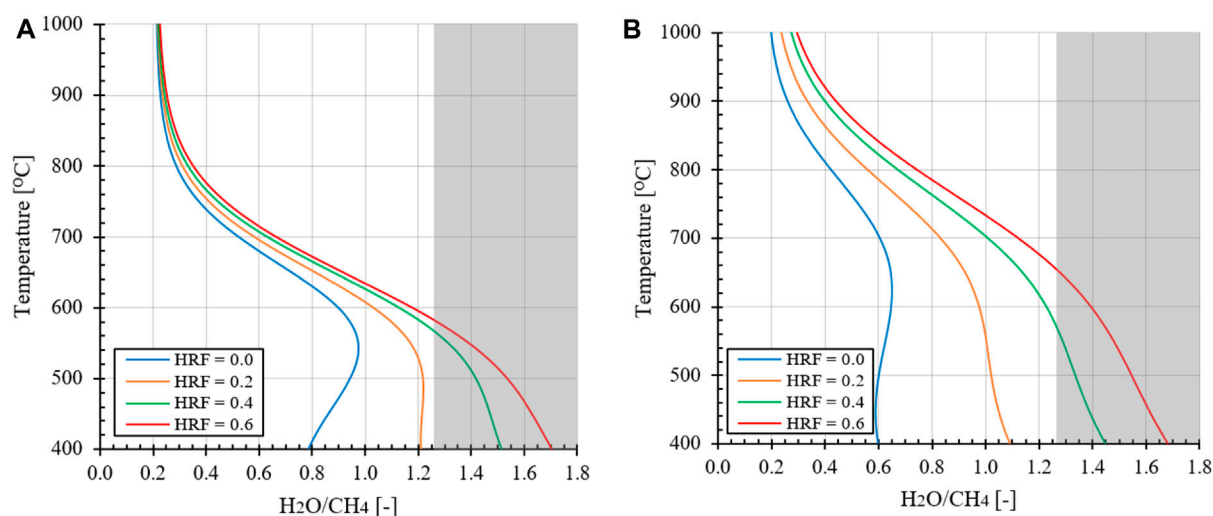 A
1000
900
800
700
600
500
400
Temperature [OC]
HRF = 0.0
HRF = 0.2
HRF = 0.4
HRF = 0.6
0.0 0.2 0.4 0.6 0.8 1.0 1.2 1.4 1.6 1.8
H2O/CH4 [-]
B
1000
900
800
700
600
500
400
Temperature [OC]
HRF = 0.0
HRF = 0.2
HRF = 0.4
HRF = 0.6
0.0 0.2 0.4 0.6 0.8 1.0 1.2 1.4 1.6 1.8
H2O/CH4 [-]